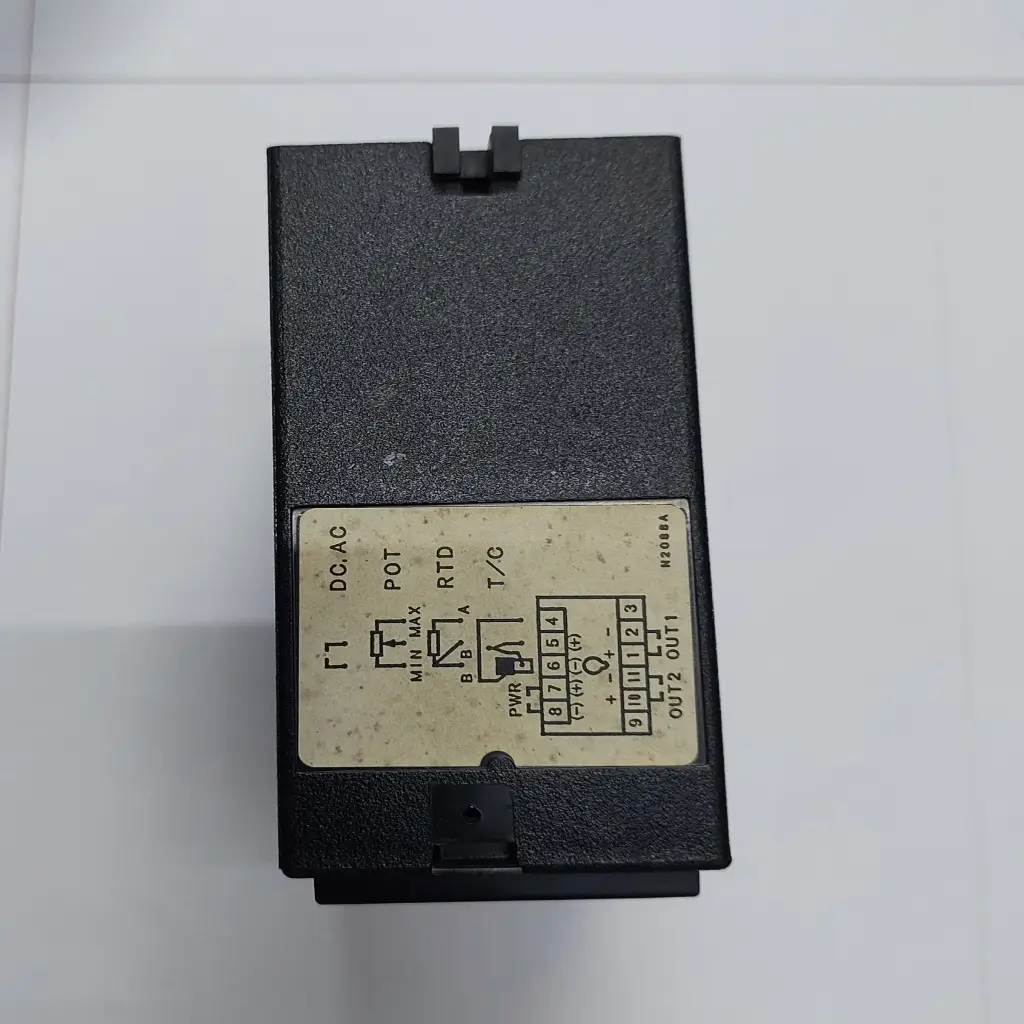 DC, AC
POT
MIN MAX
RTD
B B A
T/C
PWR
8 7 6 5 4
(-) (+) (-) (+)
+ - + -
9 10 11 1 2 3
OUT2 OUT1